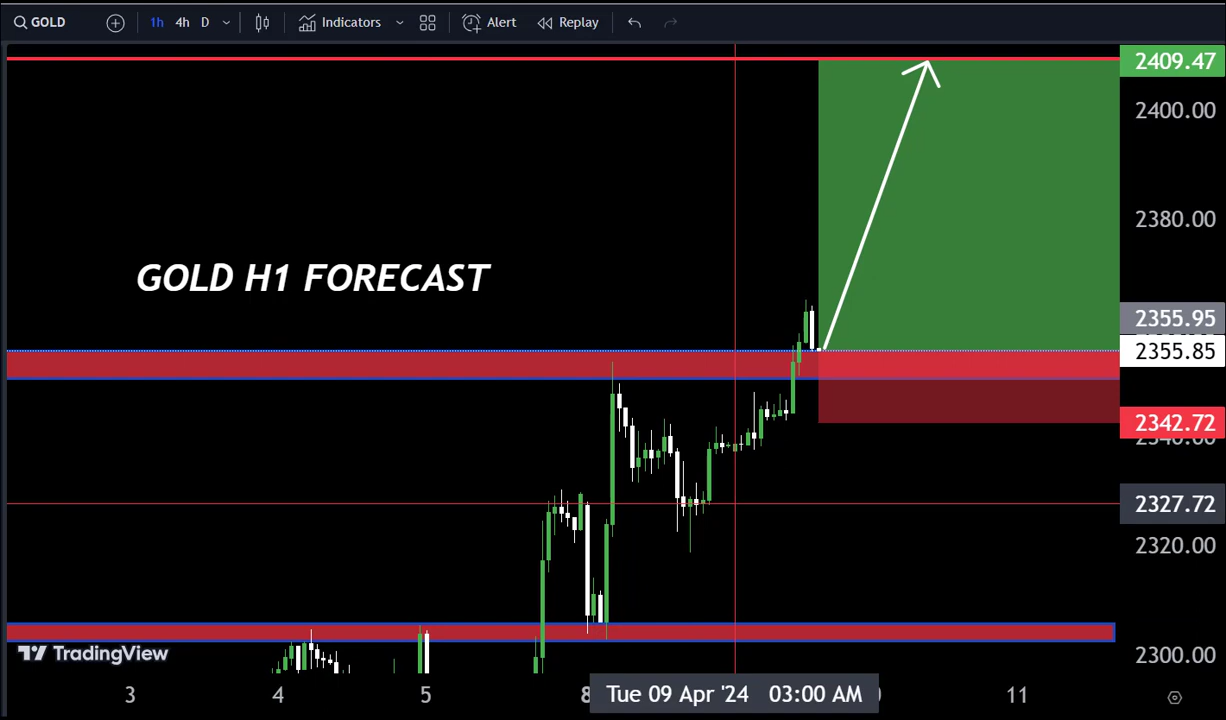 GOLD 1h 4h D Indicators Alert Replay
2409.47
2400.00
2380.00
GOLD H1 FORECAST
2355.95
2355.85
2342.72
2327.72
2320.00
2300.00
TradingView
3 4 5 8 Tue 09 Apr '24 03:00 AM 11